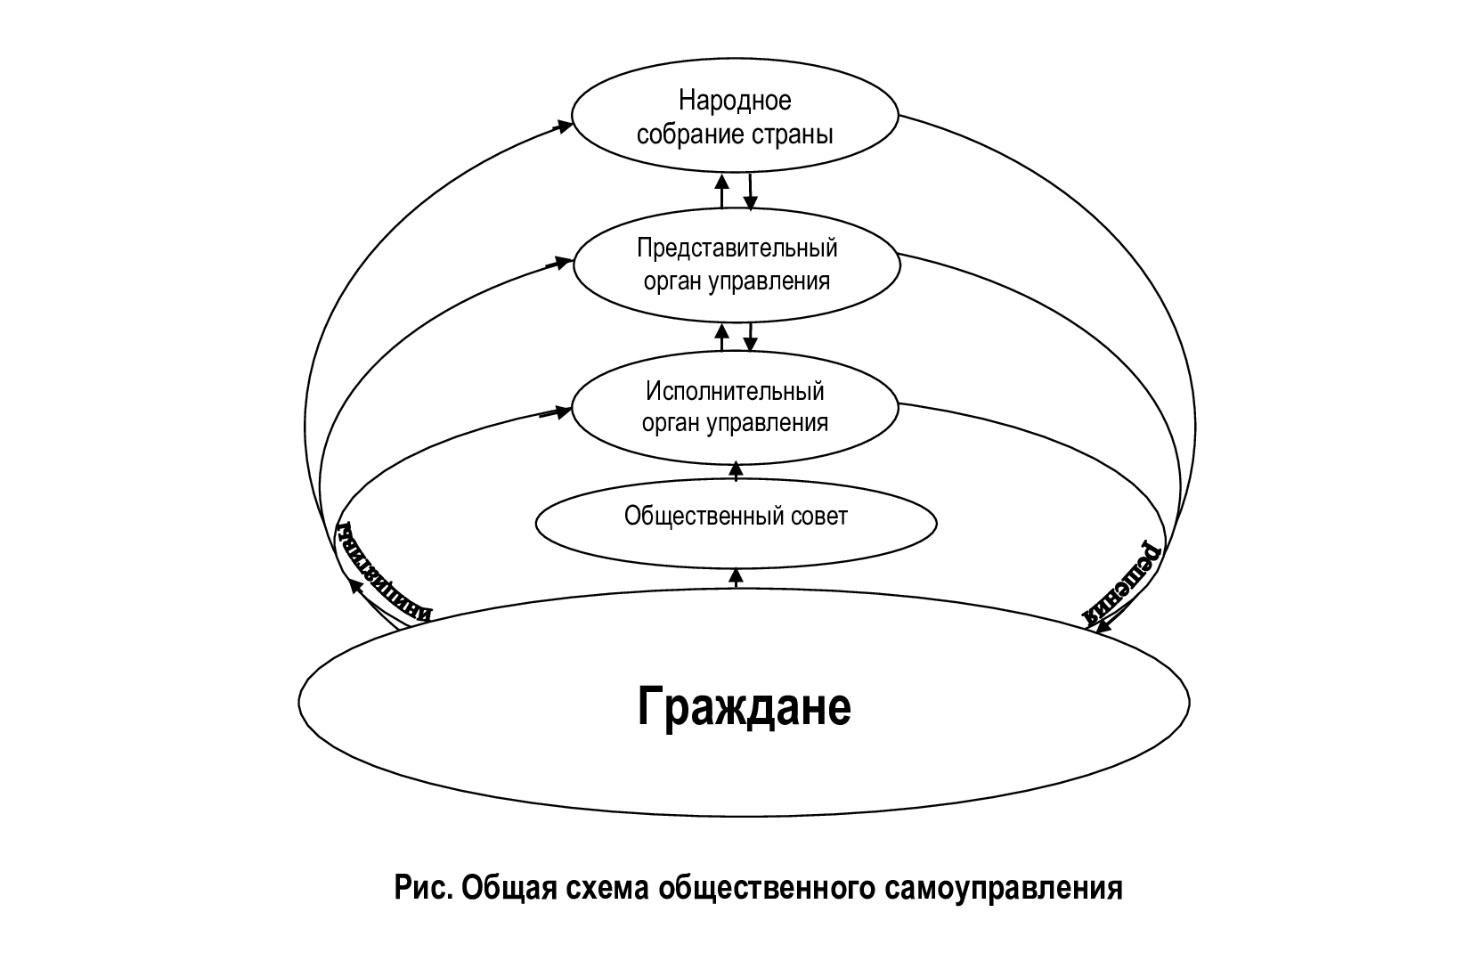 Народное
собрание страны
Представительный
орган управления
Исполнительный
орган управления
Общественный совет
инициативы
решения
Граждане
Рис. Общая схема общественного самоуправления